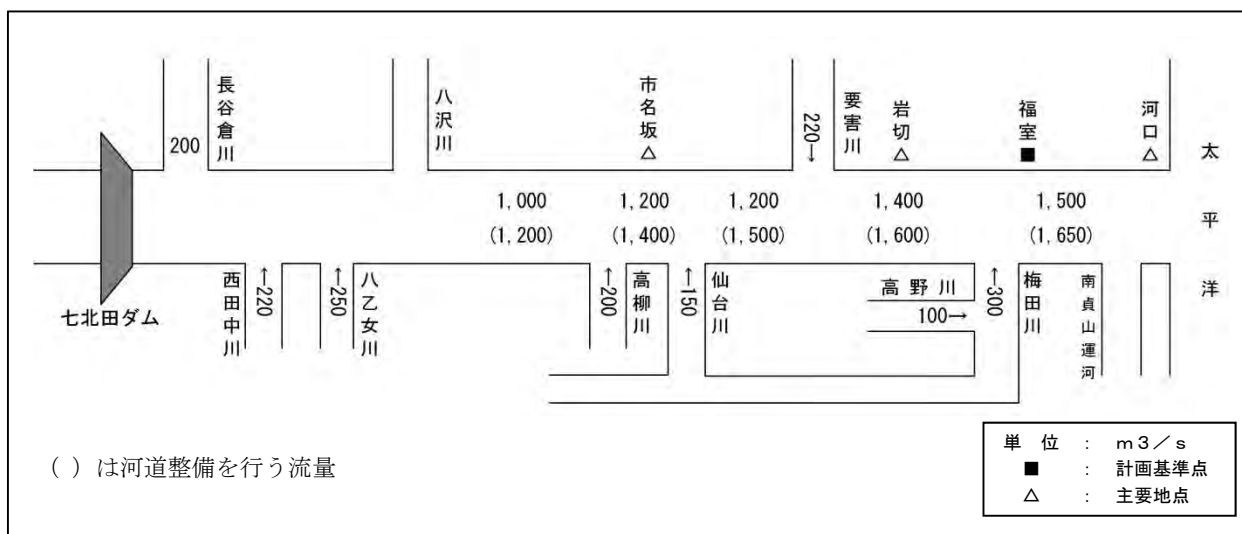 長谷倉川
八沢川
市名坂
△
要害川
岩切
△
福室
■
河口
△
太平洋
200
220→
1,000
(1,200)
1,200
(1,400)
1,200
(1,500)
1,400
(1,600)
1,500
(1,650)
七北田ダム
西田中川
←220
←250
八乙女川
←200
高柳川
←150
仙台川
高野川
100→
←300
梅田川
南貞山運河
( ) は河道整備を行う流量
単 位 : m3/s
■ : 計画基準点
△ : 主要地点